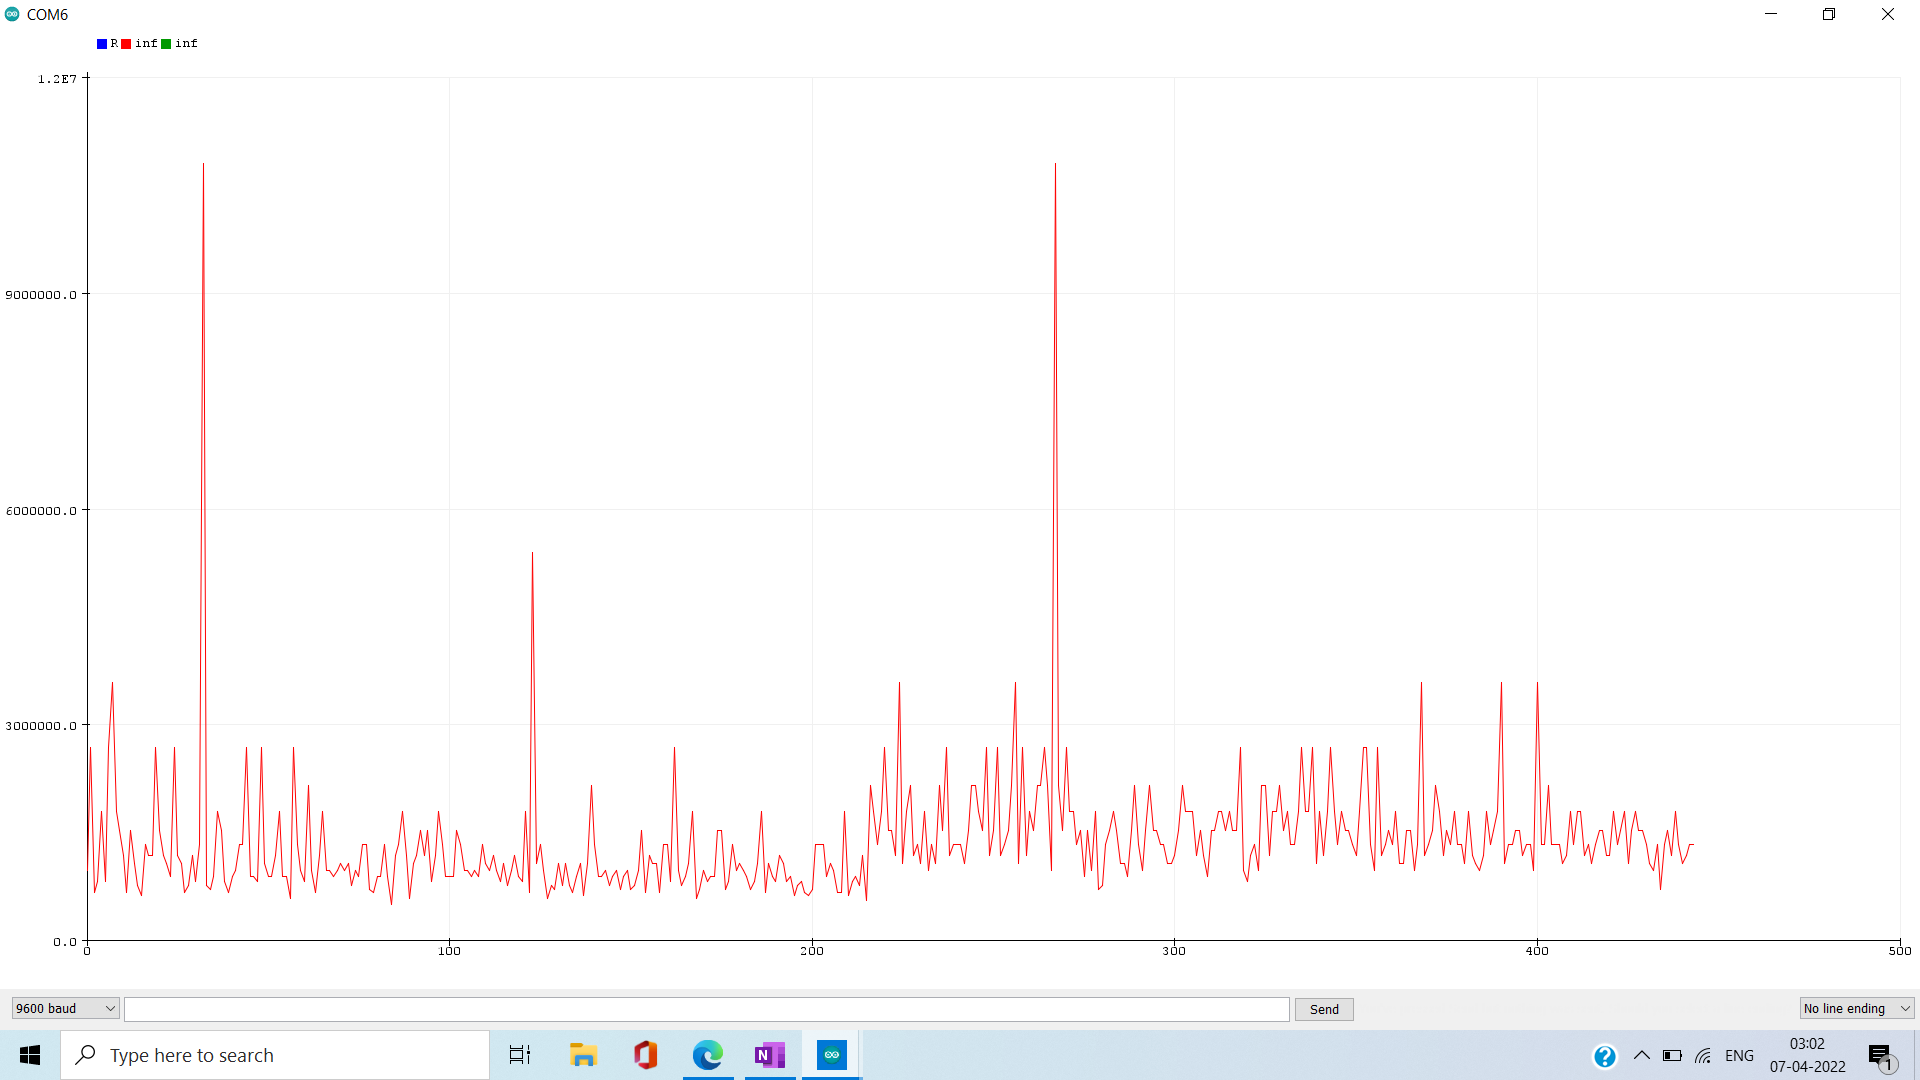 COM6
R inf inf
1.2E7
9000000.0
6000000.0
3000000.0
0.0
0 100 200 300 400 500
9600 baud Send No line ending
Type here to search
N
ENG
03:02
07-04-2022
1